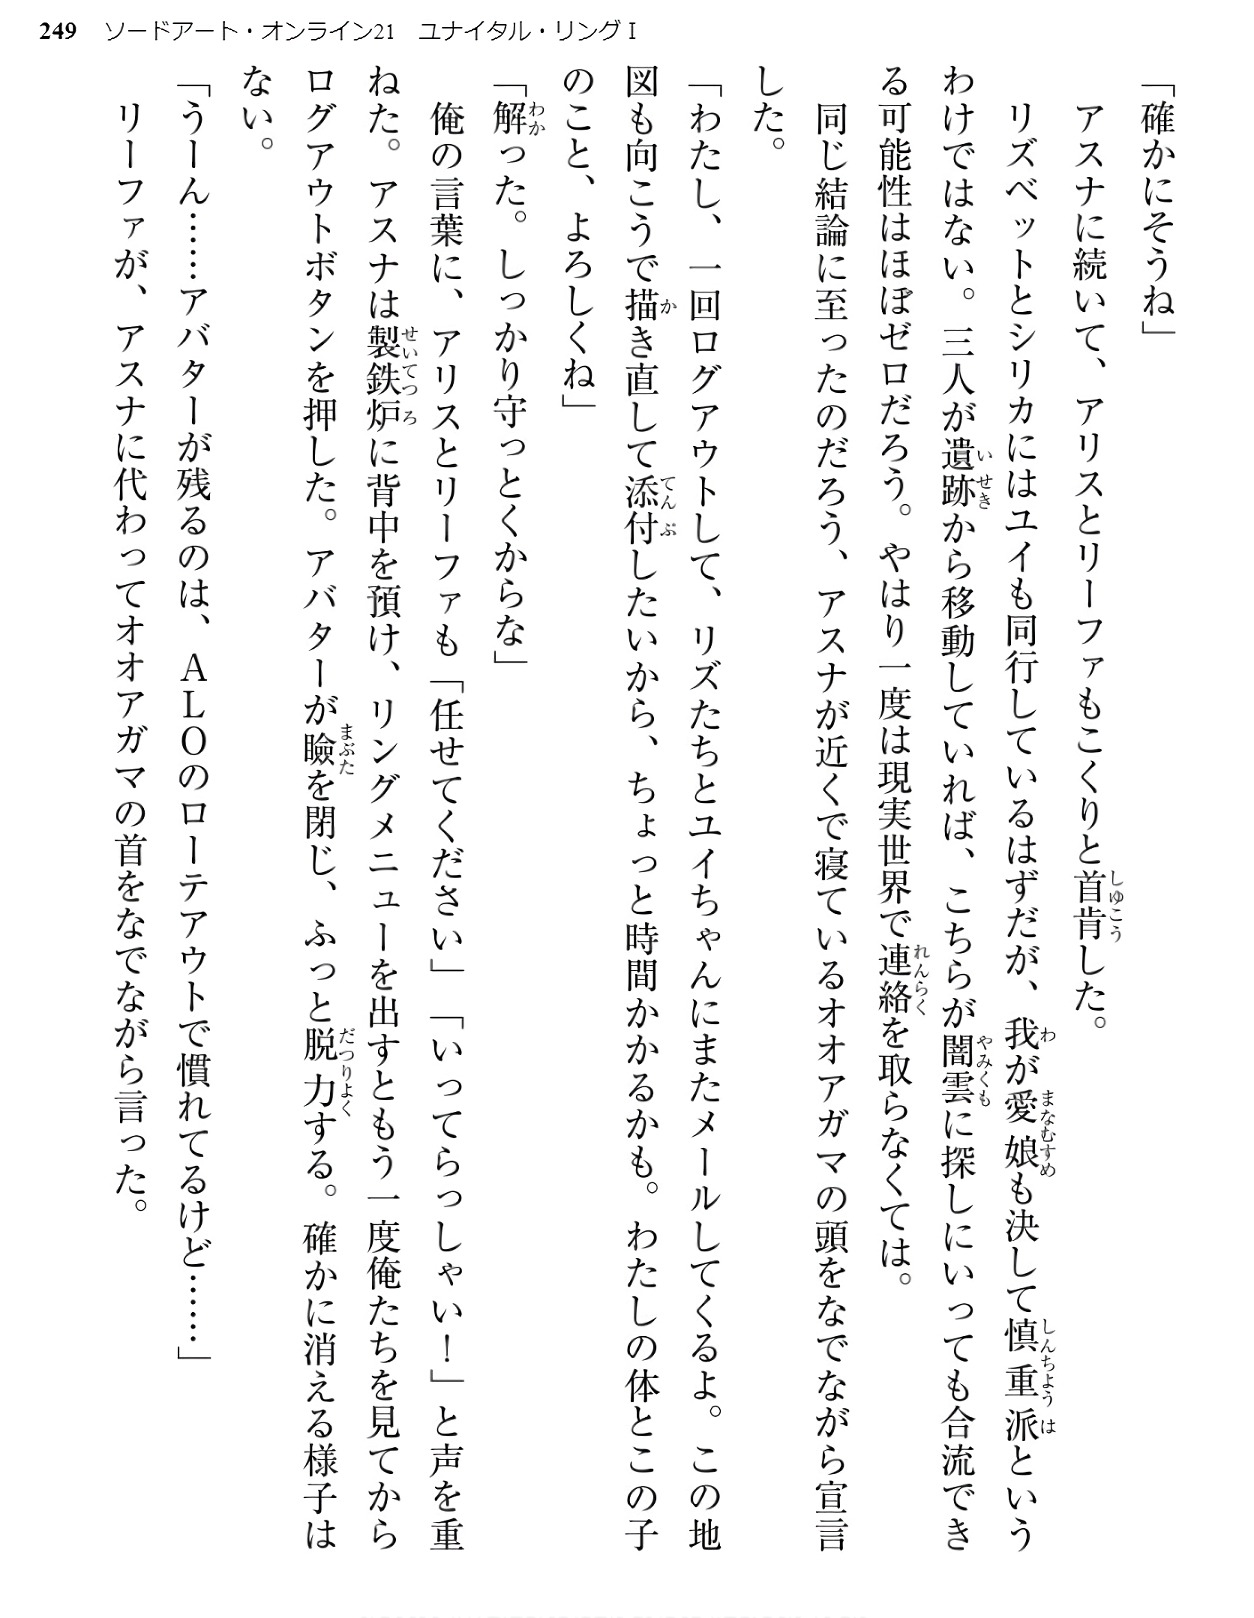 249 ソードアート・オンライン21 ユナイタル・リングⅠ
「確かにそうね」
アスナに続いて、アリスとリーファもこくりと首肯した。
リズベットとシリカにはユイも同行しているはずだが、我が愛娘も決して慎重派という
わけではない。三人が遺跡から移動していれば、こちらが闇雲に探しにいっても合流でき
る可能性はほぼゼロだろう。やはり一度は現実世界で連絡を取らなくては。
同じ結論に至ったのだろう、アスナが近くで寝ているオオアガマの頭をなでながら宣言
した。
「わたし、一回ログアウトして、リズたちとユイちゃんにまたメールしてくるよ。この地
図も向こうで描き直して添付したいから、ちょっと時間かかるかも。わたしの体とこの子
のこと、よろしくね」
「解った。しっかり守っとくからな」
俺の言葉に、アリスとリーファも「任せてください」「いってらっしゃい！」と声を重
ねた。アスナは製鉄炉に背中を預け、リングメニューを出すともう一度俺たちを見てから
ログアウトボタンを押した。アバターが瞼を閉じ、ふっと脱力する。確かに消える様子は
ない。
「うーん……アバターが残るのは、ALOのローテアウトで慣れてるけど……」
リーファが、アスナに代わってオオアガマの首をなでながら言った。